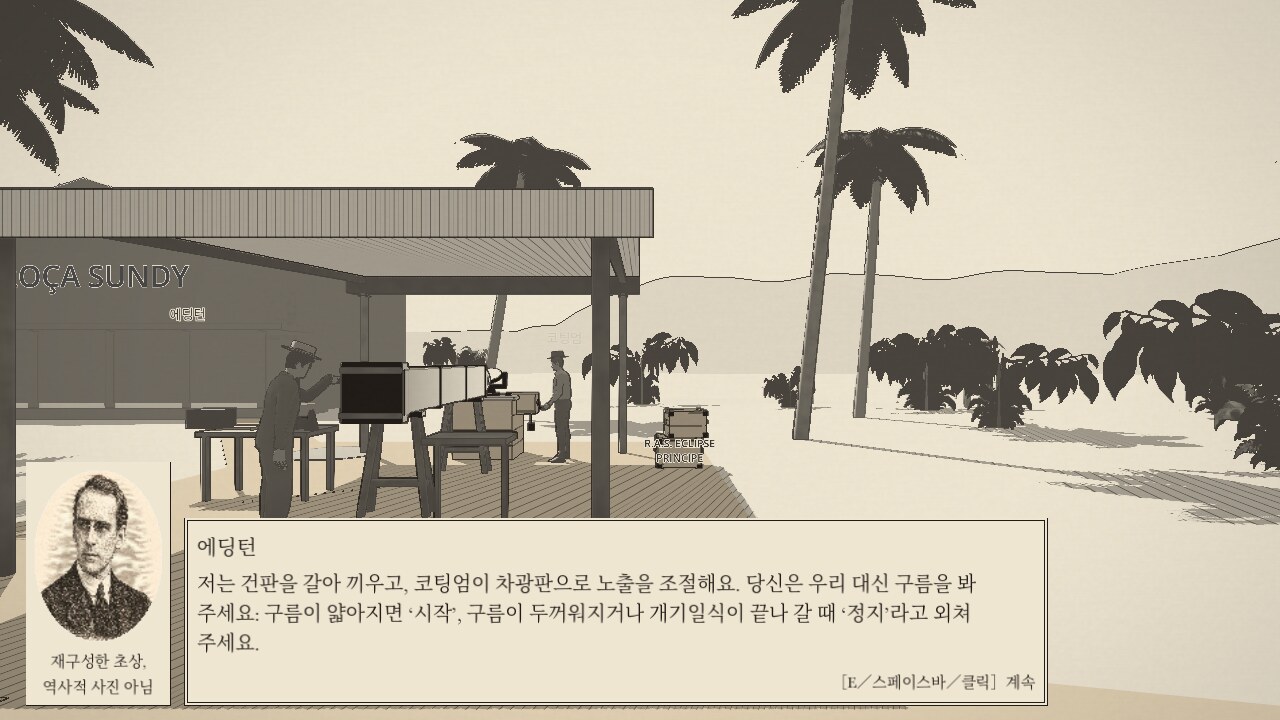 OÇA SUNDY
에딩턴
코팅엄
R.A.S. ECLIPSE
PRINCIPE
에딩턴
저는 건판을 갈아 끼우고, 코팅엄이 차광판으로 노출을 조절해요. 당신은 우리 대신 구름을 봐
주세요: 구름이 얇아지면 ‘시작’, 구름이 두꺼워지거나 개기일식이 끝나 갈 때 ‘정지’라고 외쳐
주세요.
[E/스페이스바/클릭] 계속
재구성한 초상,
역사적 사진 아님